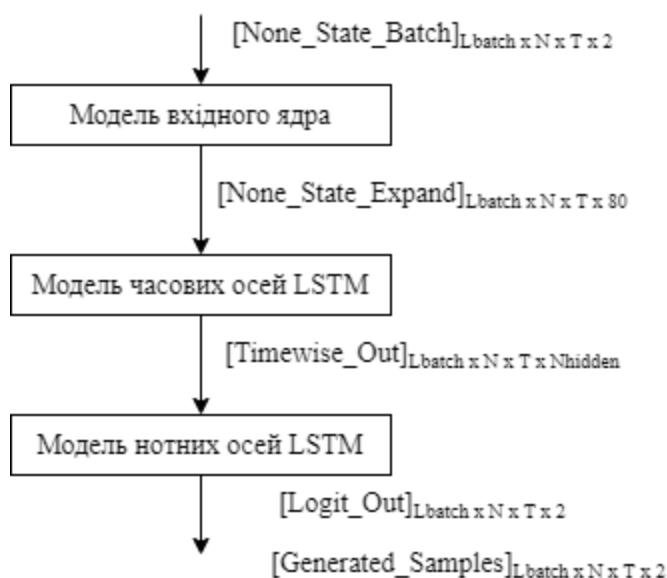 [None_State_Batch]Lbatch x N x T x 2
Модель вхідного ядра
[None_State_Expand]Lbatch x N x T x 80
Модель часових осей LSTM
[Timewise_Out]Lbatch x N x T x Nhidden
Модель нотних осей LSTM
[Logit_Out]Lbatch x N x T x 2
[Generated_Samples]Lbatch x N x T x 2